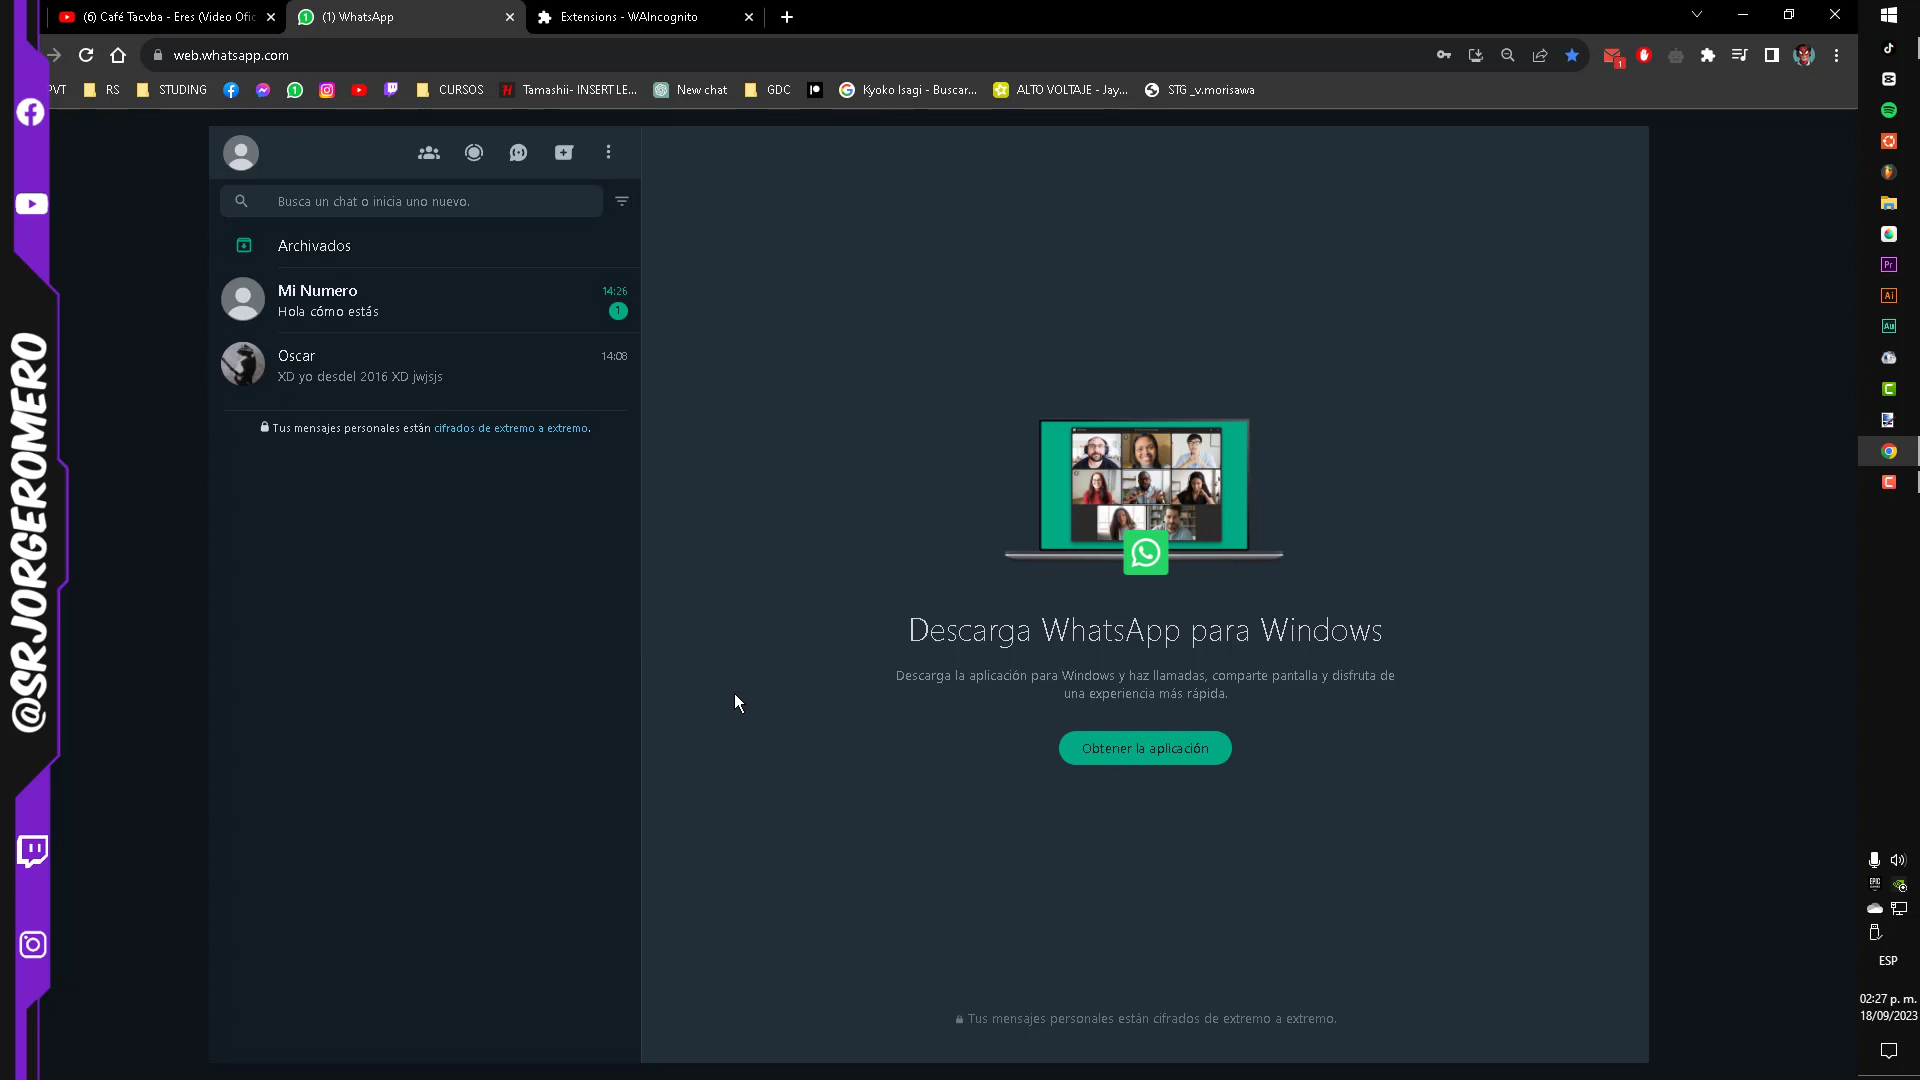 (6) Café Tacvba - Eres (Video Ofic
(1) WhatsApp
Extensions - WAIncognito
web.whatsapp.com
1
PVT
RS
STUDING
CURSOS
Tamashii- INSERT LE...
New chat
GDC
Kyoko Isagi - Buscar...
ALTO VOLTAJE - Jay...
STG _v.morisawa
Busca un chat o inicia uno nuevo.
Archivados
Mi Numero
14:26
Hola cómo estás
1
Oscar
14:08
XD yo desdel 2016 XD jwjsjs
Tus mensajes personales están cifrados de extremo a extremo.
Descarga WhatsApp para Windows
Descarga la aplicación para Windows y haz llamadas, comparte pantalla y disfruta de
una experiencia más rápida.
Obtener la aplicación
Tus mensajes personales están cifrados de extremo a extremo.
@SRJORGEROMERO
Pr
Ai
Au
EPIC
ESP
02:27 p. m.
18/09/2023